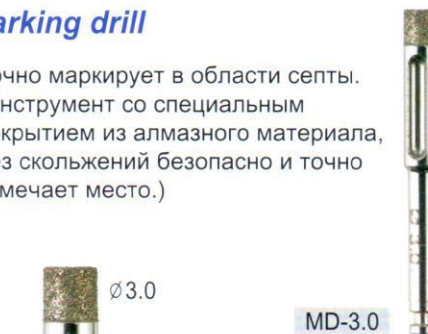 arking drill
очно маркирует в области септы.
нструмент со специальным
крытием из алмазного материала,
ез скольжений безопасно и точно
мечает место.)
Ø3.0
MD-3.0